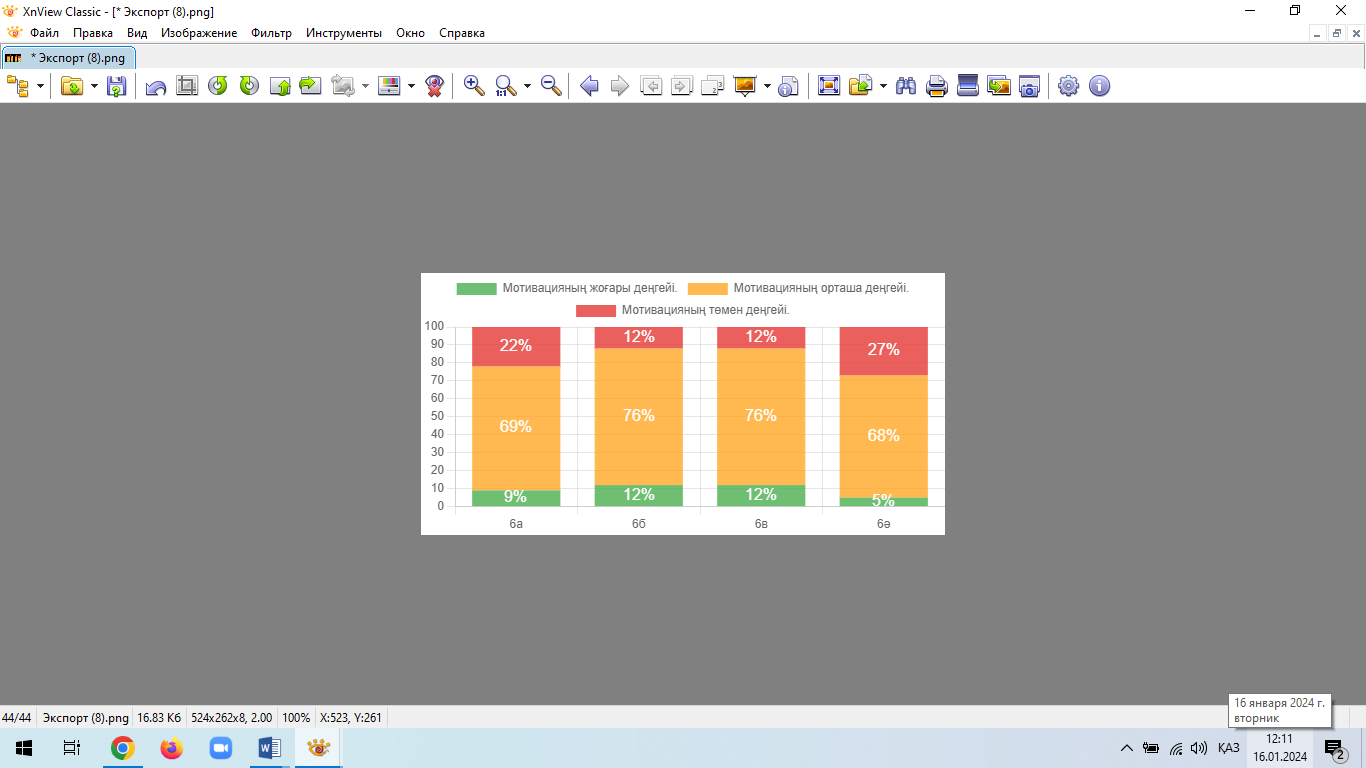 XnView Classic - [* Экспорт (8).png]
Файл Правка Вид Изображение Фильтр Инструменты Окно Справка
* Экспорт (8).png
1:1
Мотивацияның жоғары деңгейі. Мотивацияның орташа деңгейі.
Мотивацияның төмен деңгейі.
100
90
80
70
60
50
40
30
20
10
0
22% 12% 12% 27%
69% 76% 76% 68%
9% 12% 12% 5%
6а 6б 6в 6ә
44/44 Экспорт (8).png 16.83 Кб 524x262x8, 2.00 100% X:523, Y:261
16 января 2024 г.
вторник
ҚАЗ
12:11
16.01.2024
2